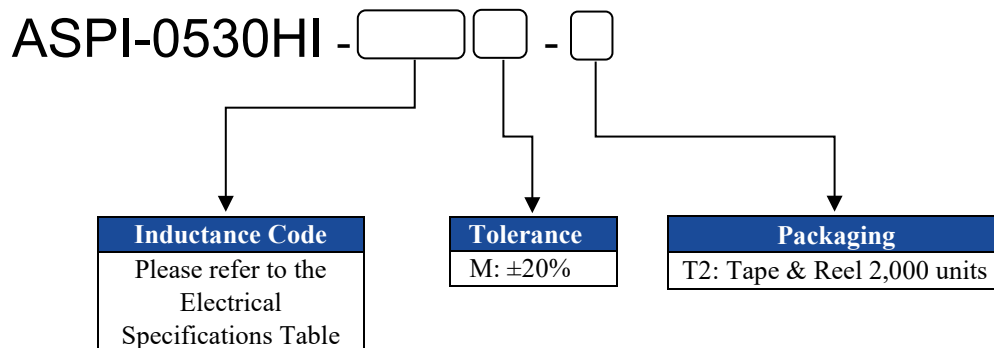 ASPI-0530HI - -
Inductance Code
Please refer to the
Electrical
Specifications Table
Tolerance
M: ±20%
Packaging
T2: Tape & Reel 2,000 units